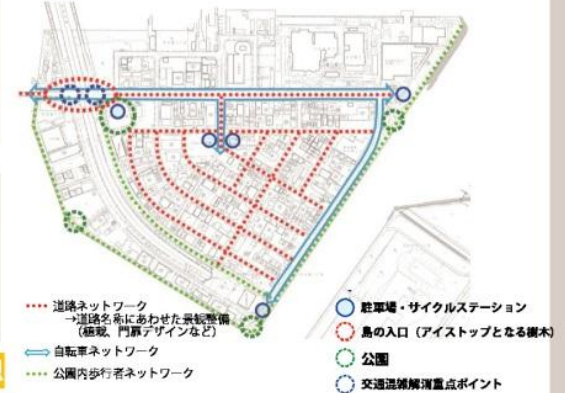 道路ネットワーク
→道路名称にあわせた景観整備
（植栽、門扉デザインなど）
自転車ネットワーク
公園内歩行者ネットワーク
駐車場・サイクルステーション
島の入口（アイストップとなる樹木）
公園
交通混雑解消重点ポイント